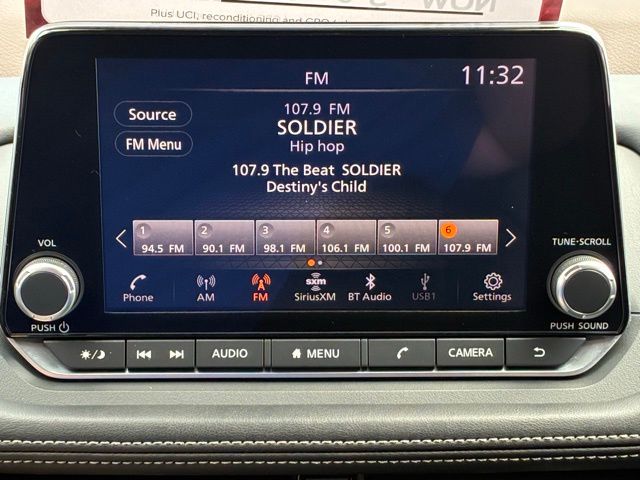 Plus UCI, reconditioning and
FM
11:32
Source
FM Menu
107.9 FM
SOLDIER
Hip hop
107.9 The Beat SOLDIER
Destiny's Child
1 2 3 4 5 6
94.5 FM 90.1 FM 98.1 FM 106.1 FM 100.1 FM 107.9 FM
Phone AM FM SiriusXM BT Audio USB1 Settings
sxm
VOL
PUSH
TUNE·SCROLL
PUSH SOUND
AUDIO MENU CAMERA